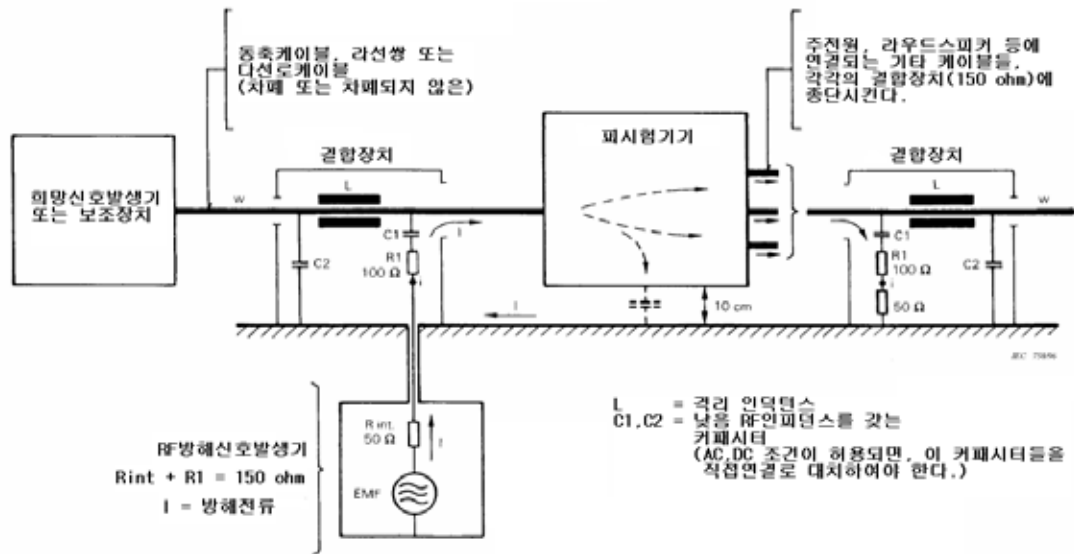 동축케이블, 라선쌍 또는
다선로케이블
(차폐 또는 차폐되지 않은)
주전원, 라우드스피커 등에
연결되는 기타 케이블들,
각각의 결합장치(150 ohm)에
종단시킨다.
희망신호발생기
또는 보조장치
w
결합장치
L
C1
R1
100 Ω
i
C2
I
피시험기기
10 cm
I
결합장치
L
w
C1
R1
100 Ω
i
50 Ω
C2
IEC 758/96
RF방해신호발생기
Rint + R1 = 150 ohm
I = 방해전류
R int.
50 Ω
I
EMF
L = 격리 인덕턴스
C1,C2 = 낮음 RF인피던스를 갖는
커패시터
(AC,DC 조건이 허용되면, 이 커패시터들을
직접연결로 대치하여야 한다.)